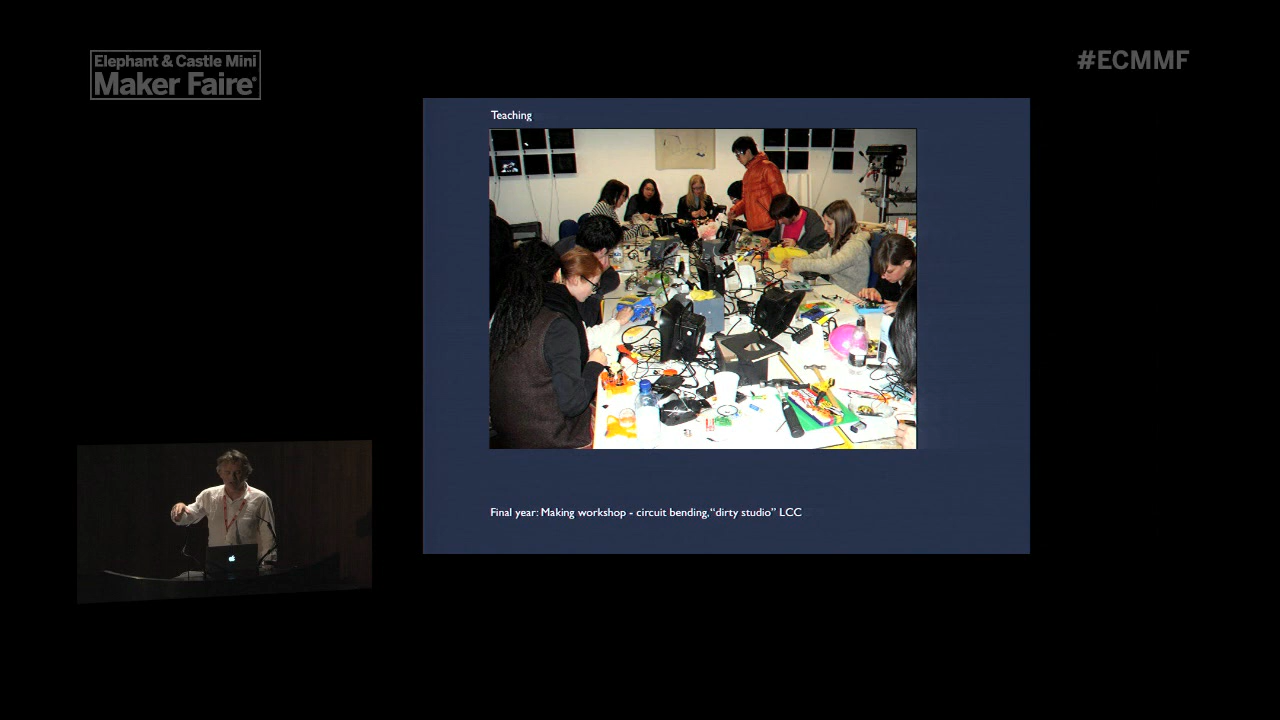 Elephant & Castle Mini
Maker Faire®
#ECMMF
Teaching
Final year: Making workshop - circuit bending, “dirty studio” LCC